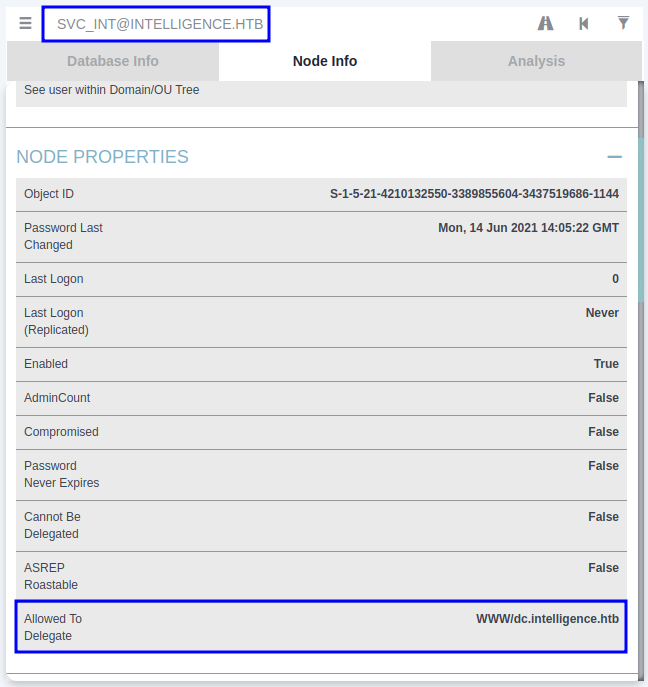 SVC_INT@INTELLIGENCE.HTB
Database Info Node Info Analysis
See user within Domain/OU Tree
NODE PROPERTIES
Object ID S-1-5-21-4210132550-3389855604-3437519686-1144
Password Last Mon, 14 Jun 2021 14:05:22 GMT
Changed
Last Logon 0
Last Logon Never
(Replicated)
Enabled True
AdminCount False
Compromised False
Password False
Never Expires
Cannot Be False
Delegated
ASREP False
Roastable
Allowed To WWW/dc.intelligence.htb
Delegate